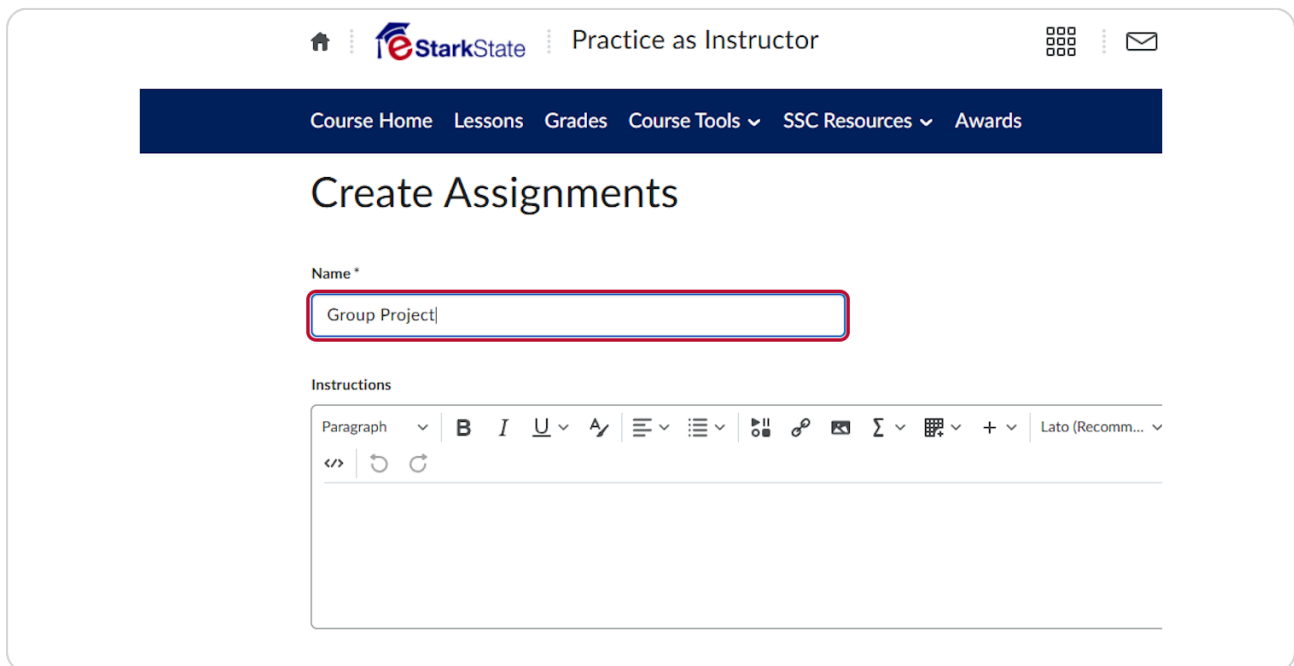 eStarkState
Practice as Instructor
Course Home Lessons Grades Course Tools SSC Resources Awards
Create Assignments
Name *
Group Project
Instructions
Paragraph B I U A Σ + Lato (Recomm...
</>